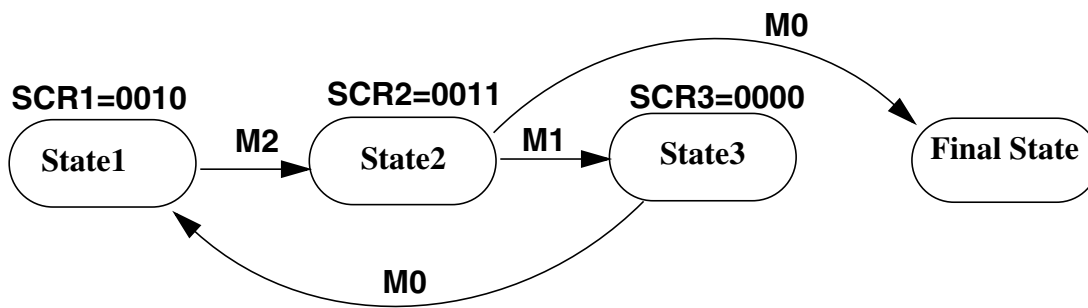 M0
SCR1=0010
SCR2=0011
SCR3=0000
State1
M2
State2
M1
State3
Final State
M0